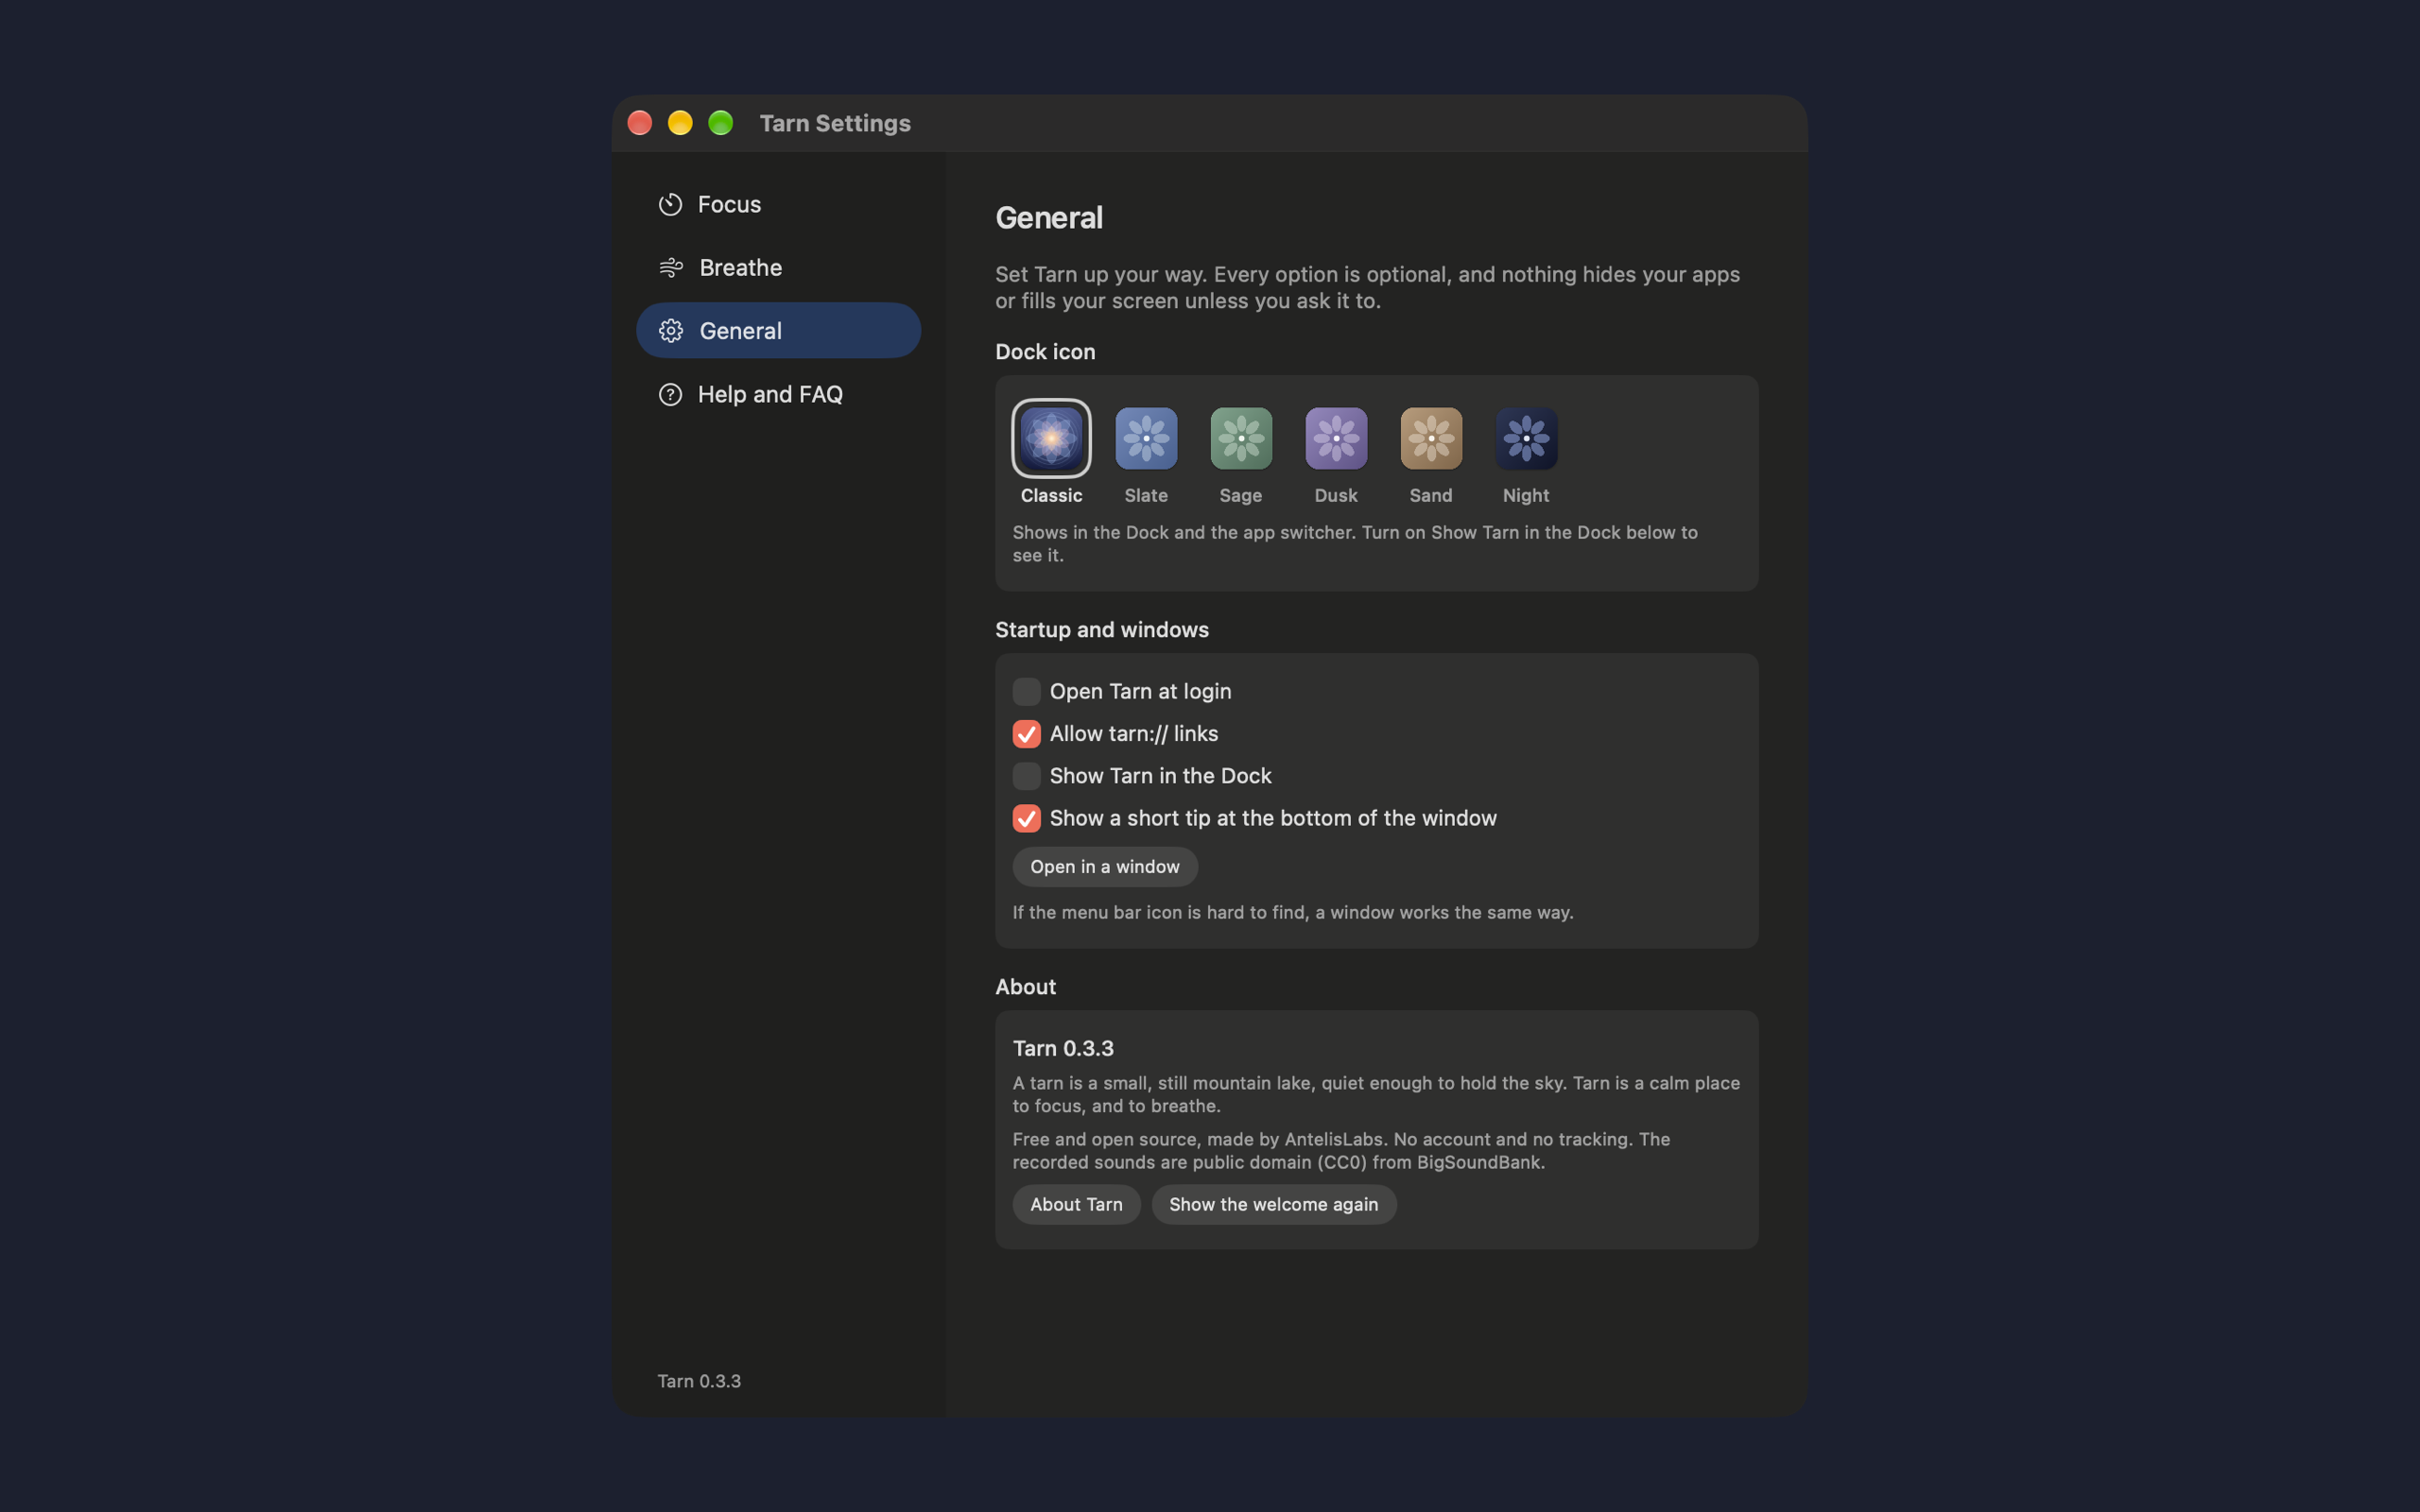 Tarn Settings
Focus
Breathe
General
Help and FAQ
Tarn 0.3.3
General
Set Tarn up your way. Every option is optional, and nothing hides your apps
or fills your screen unless you ask it to.
Dock icon
Classic
Slate
Sage
Dusk
Sand
Night
Shows in the Dock and the app switcher. Turn on Show Tarn in the Dock below to
see it.
Startup and windows
Open Tarn at login
Allow tarn:// links
Show Tarn in the Dock
Show a short tip at the bottom of the window
Open in a window
If the menu bar icon is hard to find, a window works the same way.
About
Tarn 0.3.3
A tarn is a small, still mountain lake, quiet enough to hold the sky. Tarn is a calm place
to focus, and to breathe.
Free and open source, made by AntelisLabs. No account and no tracking. The
recorded sounds are public domain (CC0) from BigSoundBank.
About Tarn
Show the welcome again